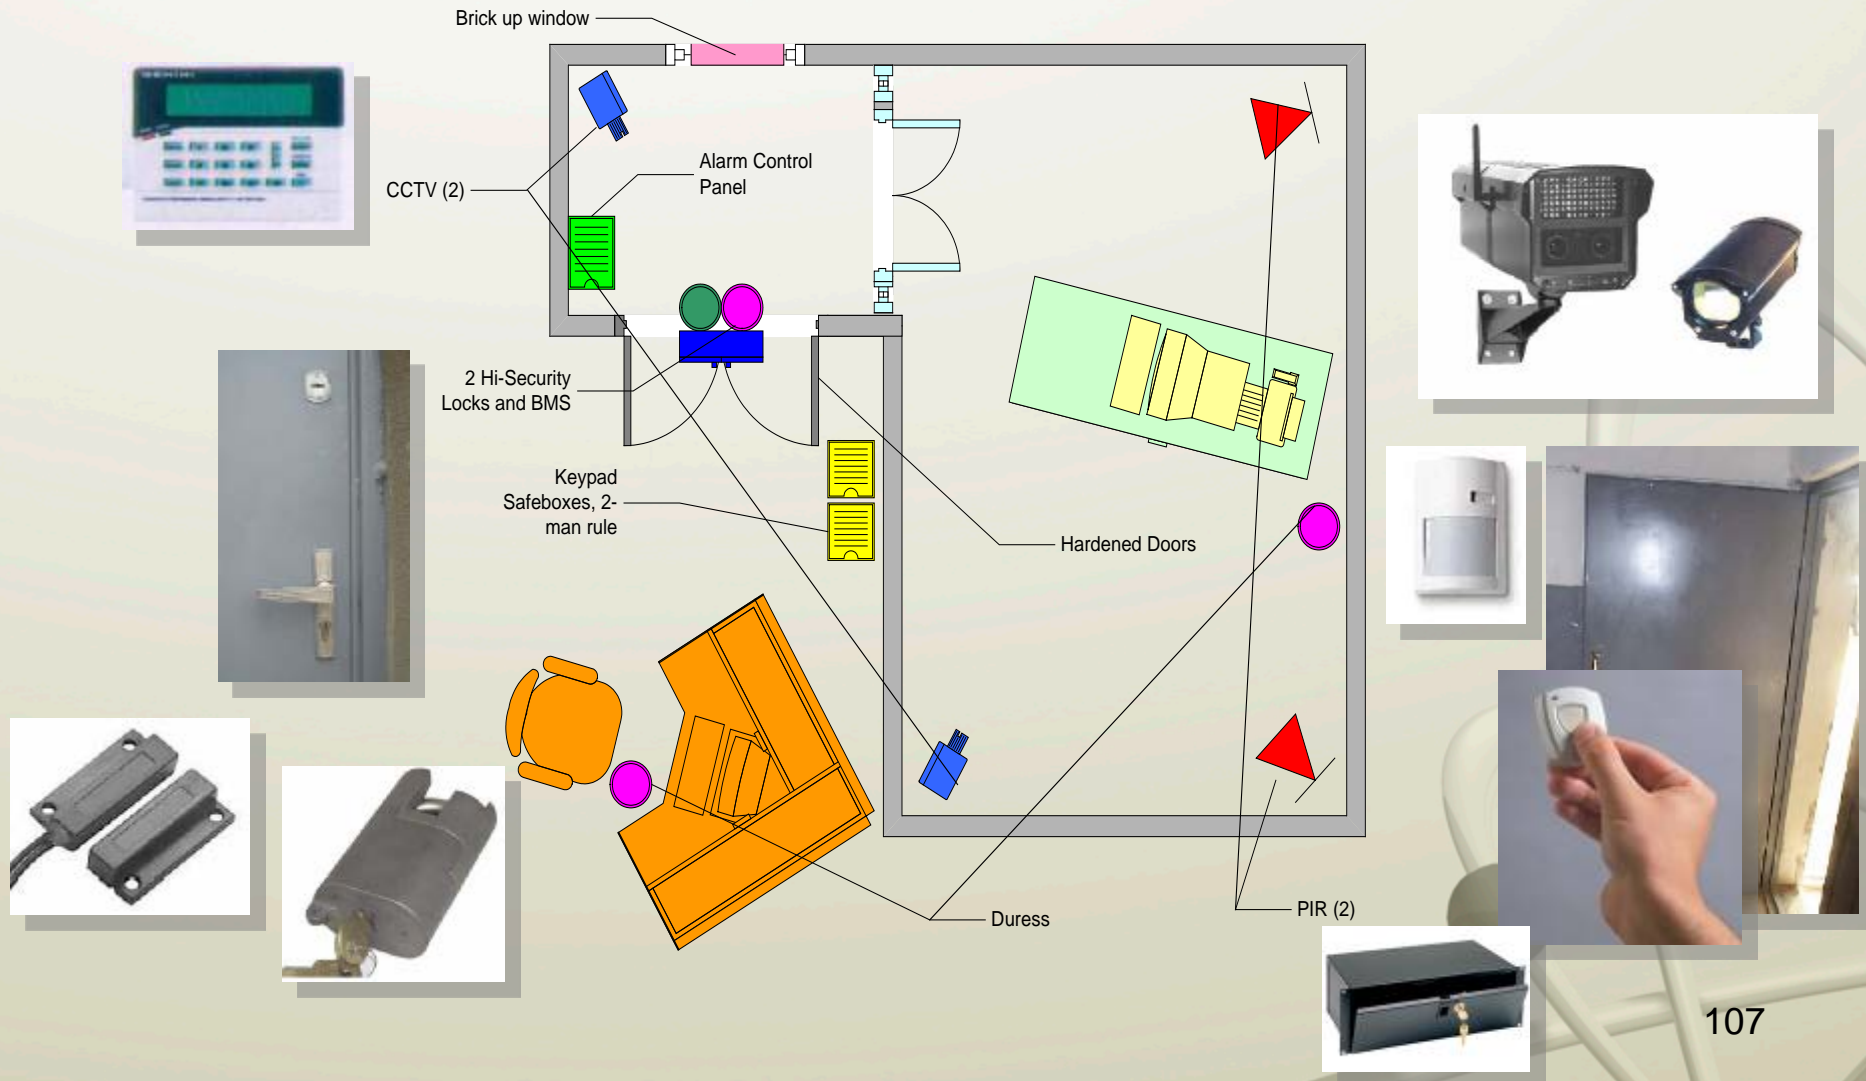 Brick up window
Alarm Control
Panel
CCTV (2)
2 Hi-Security
Locks and BMS
Keypad
Safeboxes, 2-
man rule
Hardened Doors
Duress
PIR (2)
107